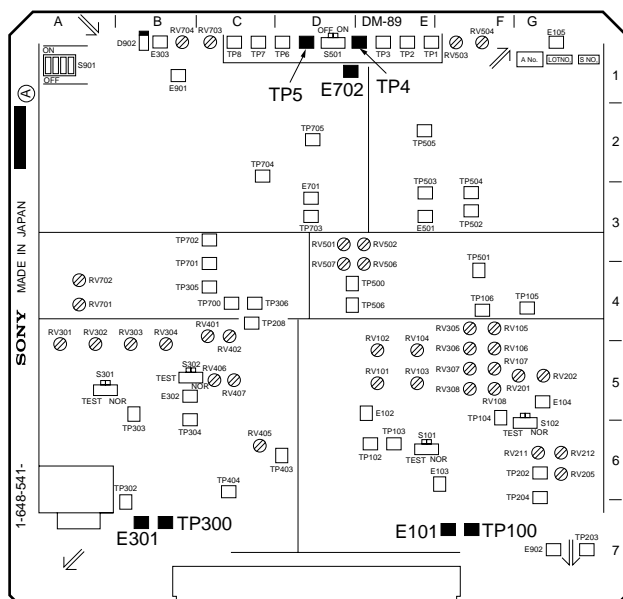 A B C D DM-89 E F G
D902 RV704 RV703 OFF ON RV504 E105
ON
S901
OFF
E303 TP8 TP7 TP6 S501 TP3 TP2 TP1 RV503
A No. LOTNO. S NO.
E901 TP5 E702 TP4
1
TP705 TP505
2
TP704
E701 TP503 TP504
TP703 E501 TP502
3
TP702 RV501 RV502
TP701 RV507 RV506 TP501
RV702 TP305 TP500
RV701 TP700 TP306 TP506 TP106 TP105
4
TP208
RV301 RV302 RV303 RV304 RV401 RV402
RV102 RV104 RV305 RV105
RV306 RV106
S301 S302 RV406
TEST NOR TEST NOR
RV101 RV103 RV307 RV107 RV202
RV308 RV201
5
E302 RV407
TP303 TP304
E102 TP104 RV108 S102 E104
TEST NOR
RV405 TP403
TP102 TP103 S101
TEST NOR
RV211 RV212
6
TP302 TP404 E103 TP202 RV205
TP204
E301 TP300 E101 TP100
E902 TP203
7
A
MADE IN JAPAN
SONY
1-648-541-